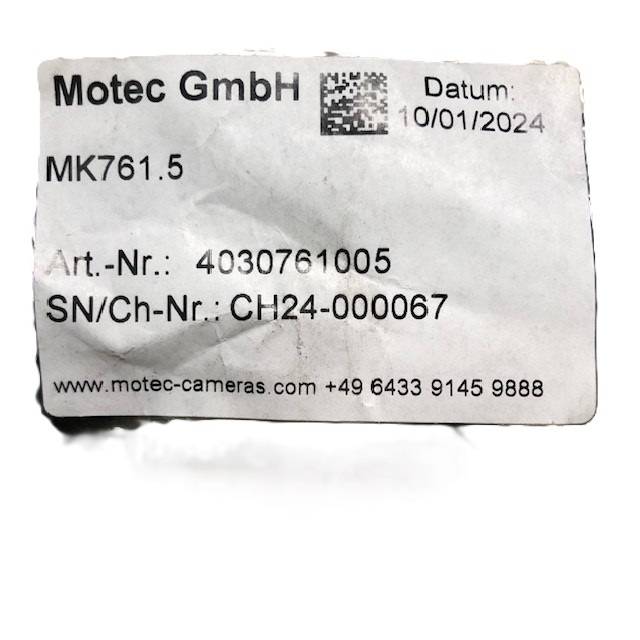 Motec GmbH
Datum:
10/01/2024
MK761.5
Art.-Nr.: 4030761005
SN/Ch-Nr.: CH24-000067
www.motec-cameras.com +49 6433 9145 9888